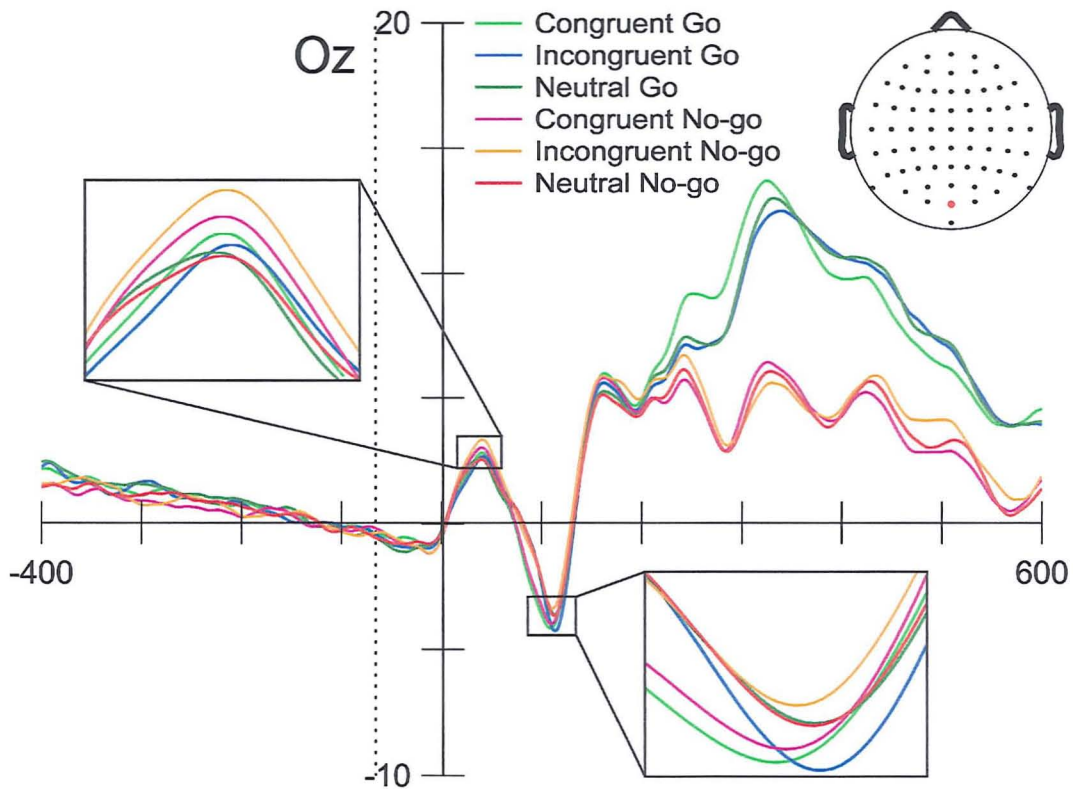 20
Oz
Congruent Go
Incongruent Go
Neutral Go
Congruent No-go
Incongruent No-go
Neutral No-go
-400
600
-10